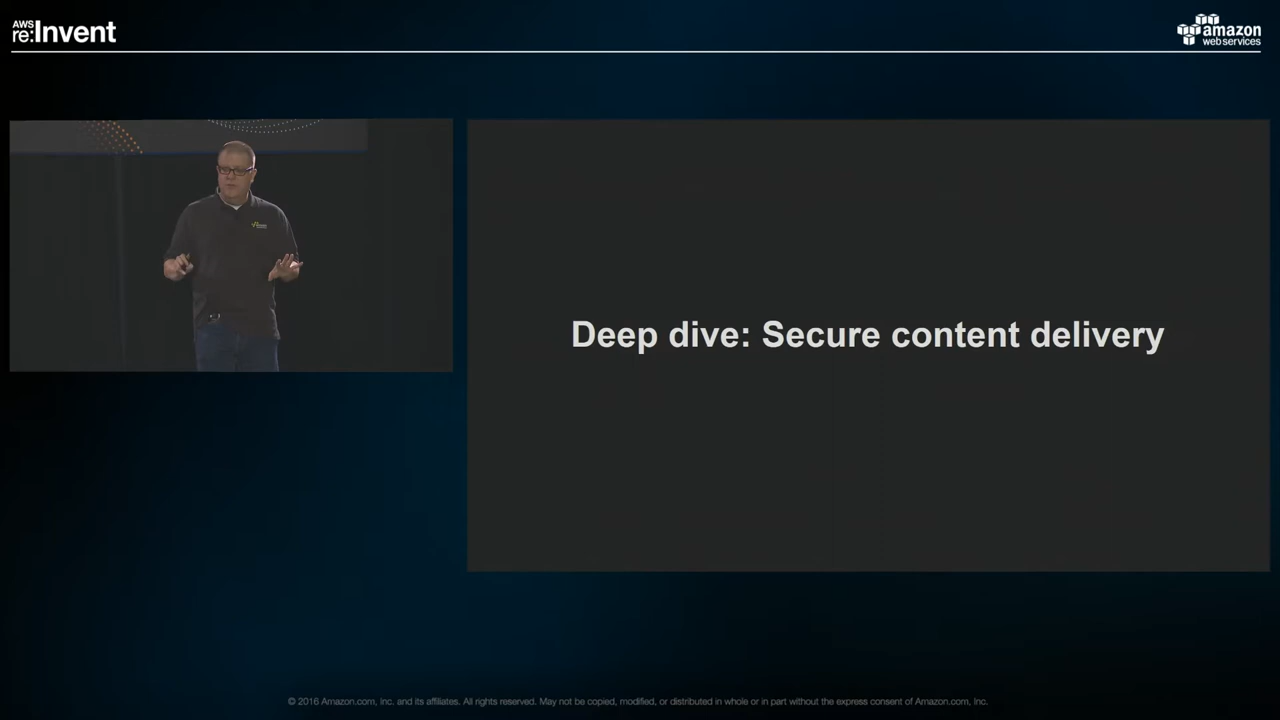 AWS
re:Invent
amazon
web services
Deep dive: Secure content delivery
© 2016 Amazon.com, Inc. and its affiliates. All rights reserved. May not be copied, modified, or distributed in whole or in part without the express consent of Amazon.com, Inc.